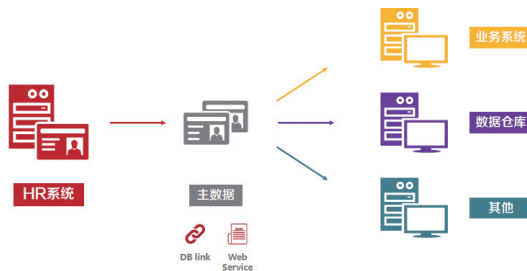 业务系统
数据仓库
HR系统
主数据
其他
DB link
Web
Service